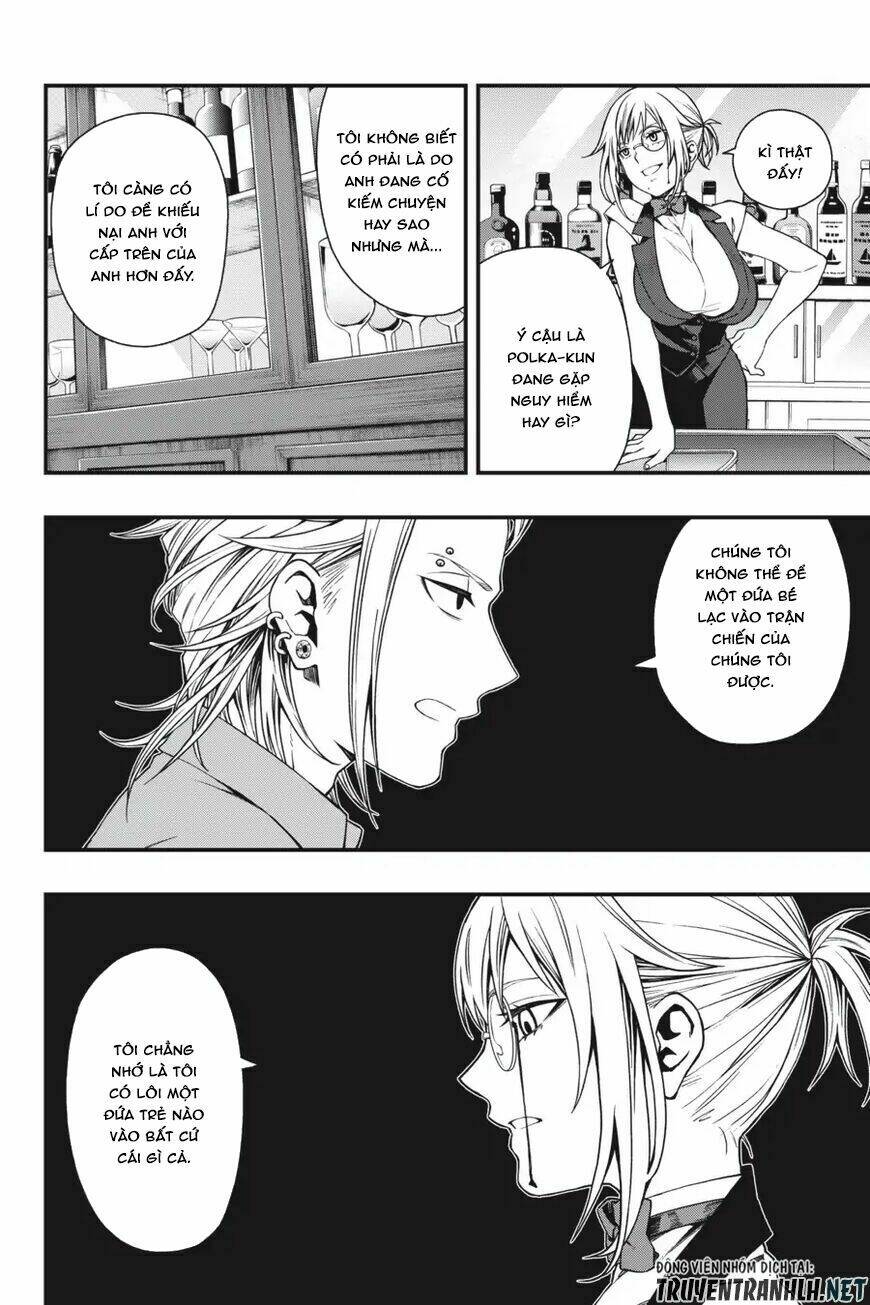 KÌ THẬT
ĐẤY!
Ý CẬU LÀ
POLKA-KUN
ĐANG GẶP
NGUY HIỂM
HAY GÌ?
TÔI KHÔNG BIẾT
CÓ PHẢI LÀ DO
ANH ĐANG CỐ
KIẾM CHUYỆN
HAY SAO
NHƯNG MÀ...
TÔI CÀNG CÓ
LÍ DO ĐỂ KHIẾU
NẠI ANH VỚI
CẤP TRÊN CỦA
ANH HƠN ĐẤY.
CHÚNG TÔI
KHÔNG THỂ ĐỂ
MỘT ĐỨA BÉ
LẠC VÀO TRẬN
CHIẾN CỦA
CHÚNG TÔI
ĐƯỢC.
TÔI CHẲNG
NHỚ LÀ TÔI
CÓ LÔI MỘT
ĐỨA TRẺ NÀO
VÀO BẤT CỨ
CÁI GÌ CẢ.
ĐỘNG VIÊN NHÓM DỊCH TẠI:
TRUYENTRANHLH.NET